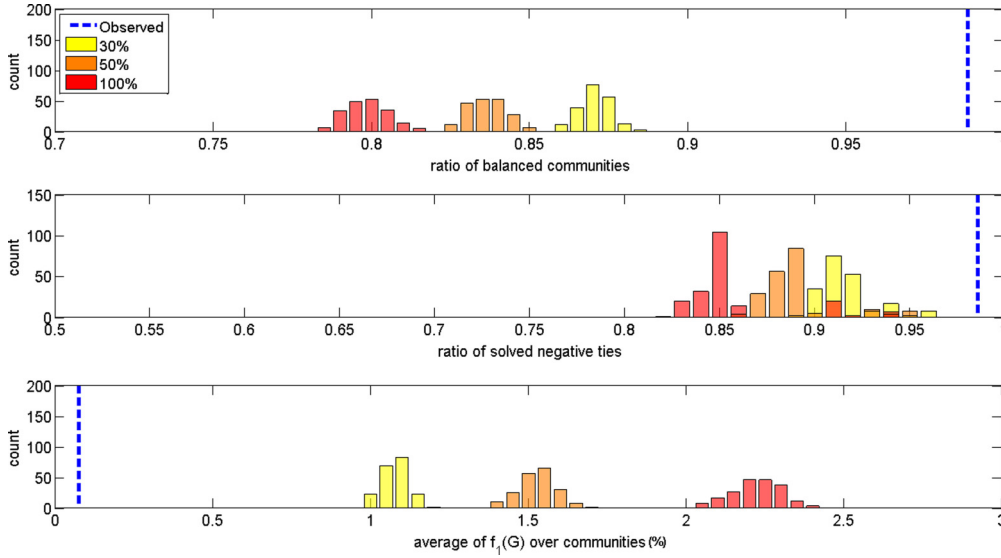 200
150
100
50
0
count
Observed
30%
50%
100%
0.7 0.75 0.8 0.85 0.9 0.95
ratio of balanced communities
150
100
50
0
count
0.5 0.55 0.6 0.65 0.7 0.75 0.8 0.85 0.9 0.95
ratio of solved negative ties
200
150
100
50
0
count
0 0.5 1 1.5 2 2.5 3
average of f1(G) over communities (%)